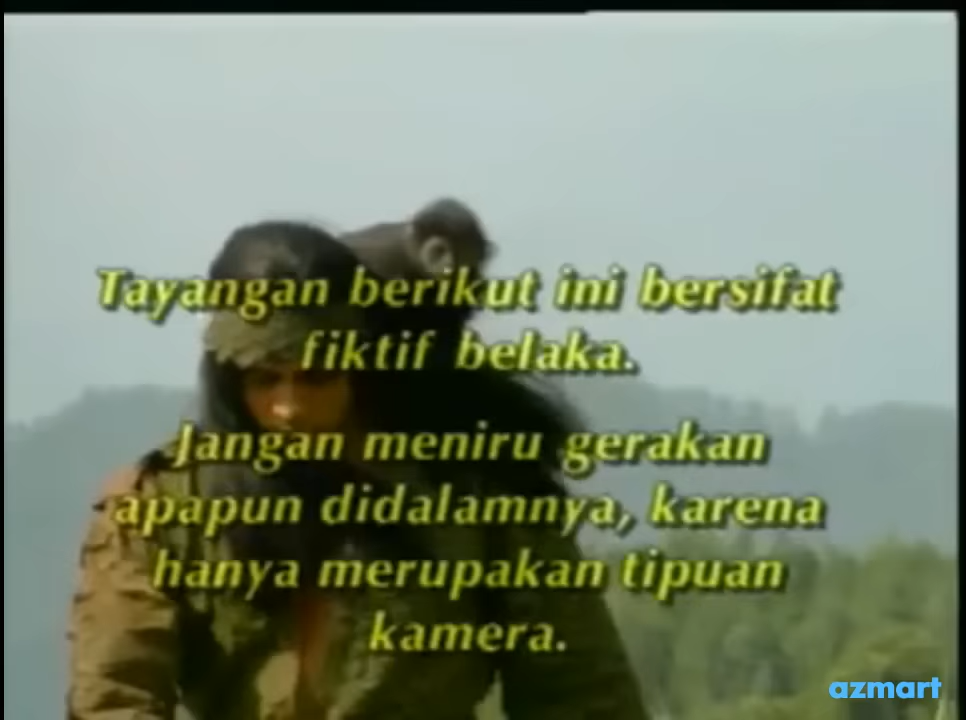 Tayangan berikut ini bersifat
fiktif belaka.
Jangan meniru gerakan
apapun didalamnya, karena
hanya merupakan tipuan
kamera.
azmart